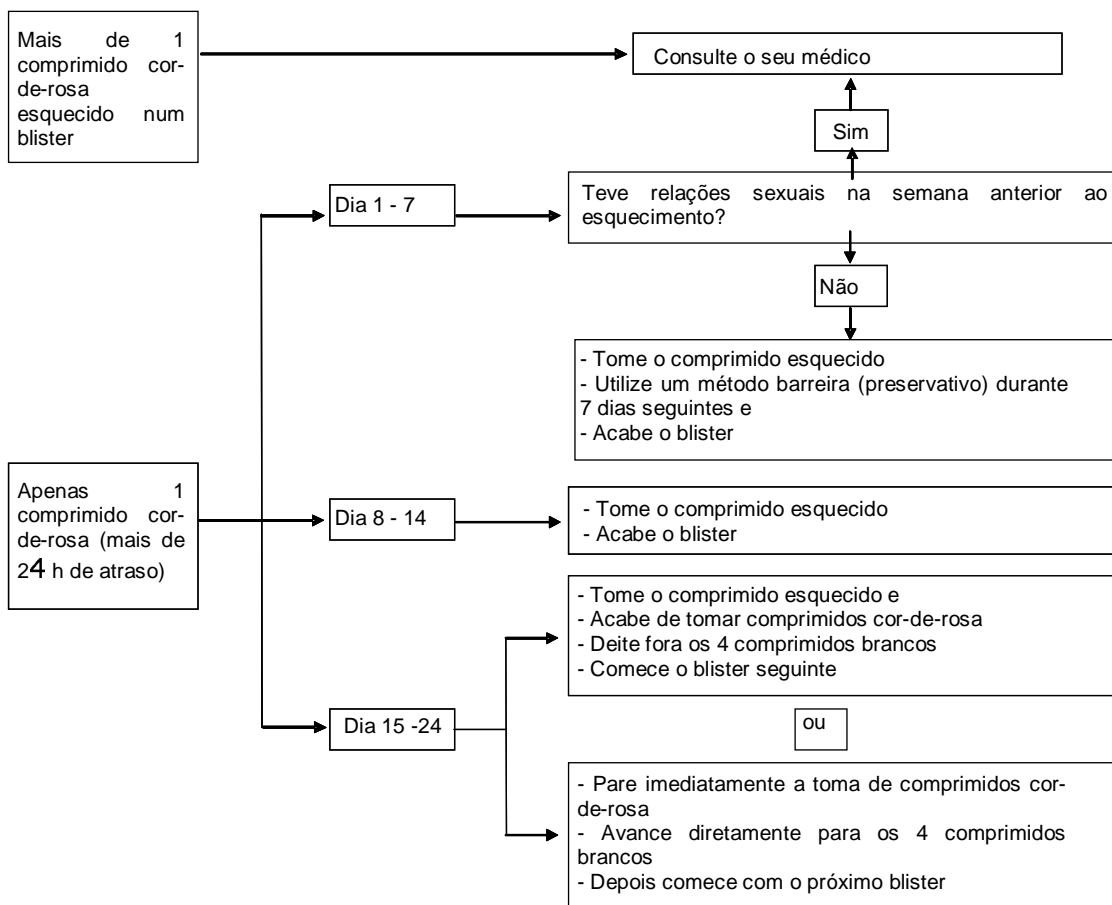 Mais de 1
comprimido cor-
de-rosa
esquecido num
blister
Consulte o seu médico
Sim
Dia 1 - 7
Teve relações sexuais na semana anterior ao
esquecimento?
Não
- Tome o comprimido esquecido
- Utilize um método barreira (preservativo) durante
7 dias seguintes e
- Acabe o blister
Apenas 1
comprimido cor-
de-rosa (mais de
24 h de atraso)
Dia 8 - 14
- Tome o comprimido esquecido
- Acabe o blister
- Tome o comprimido esquecido e
- Acabe de tomar comprimidos cor-de-rosa
- Deite fora os 4 comprimidos brancos
- Comece o blister seguinte
Dia 15 -24
ou
- Pare imediatamente a toma de comprimidos cor-
de-rosa
- Avance diretamente para os 4 comprimidos
brancos
- Depois comece com o próximo blister